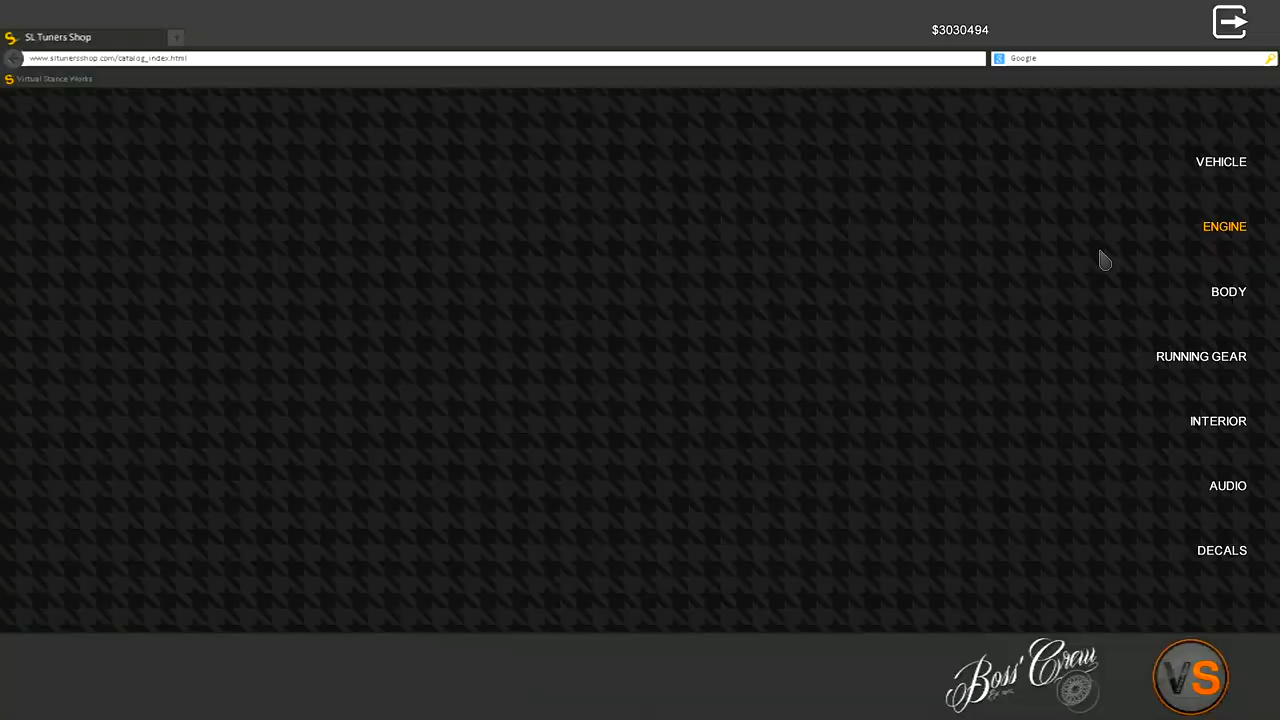 SL Tuners Shop
+
$3030494
www.sltunersshop.com/catalog_index.html
Google
Virtual Stance Works
VEHICLE
ENGINE
BODY
RUNNING GEAR
INTERIOR
AUDIO
DECALS
Boss' Crew
VS